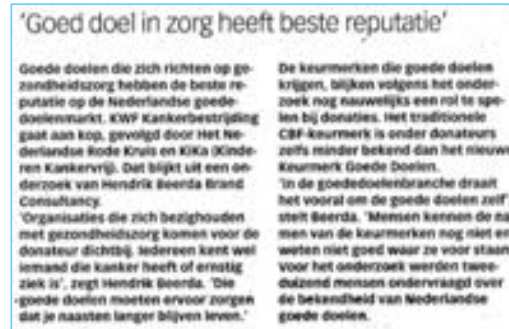 'Goed doel in zorg heeft beste reputatie'
Goede doelen die zich richten op ge-
zondheidszorg hebben de beste re-
putatie op de Nederlandse goede-
doelenmarkt. KWF Kankerbestrijding
gaat aan kop, gevolgd door Het Ne-
derlandse Rode Kruis en KiKa (Kinde-
ren Kankervrij). Dat blijkt uit een on-
derzoek van Hendrik Beerda Brand
Consultancy.
'Organisaties die zich bezighouden
met gezondheidszorg komen voor de
donateur dichtbij. Iedereen kent wel
iemand die kanker heeft of ernstig
ziek is', zegt Hendrik Beerda. 'Die
goede doelen moeten ervoor zorgen
dat je naasten langer blijven leven.'
De keurmerken die goede doelen
krijgen, blijken volgens het onder-
zoek nog nauwelijks een rol te spe-
len bij donaties. Het traditionele
CBF-keurmerk is onder donateurs
zelfs minder bekend dan het nieuwe
Keurmerk Goede Doelen.
'In de goededoelenbranche draait
het vooral om de goede doelen zelf'
stelt Beerda. 'Mensen kennen de na
men van de keurmerken nog niet en
weten niet goed waar ze voor staan
Voor het onderzoek werden twee-
duizend mensen ondervraagd over
de bekendheid van Nederlandse
goede doelen.